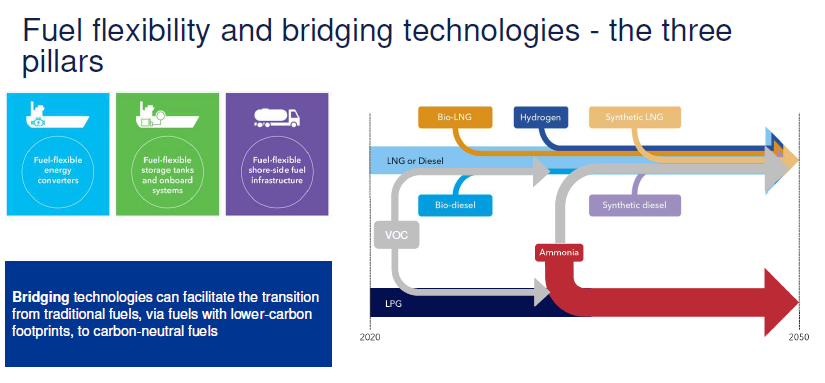 Fuel flexibility and bridging technologies - the three
pillars
Fuel-flexible
energy
converters
Fuel-flexible
storage tanks
and onboard
systems
Fuel-flexible
shore-side fuel
infrastructure
Bridging technologies can facilitate the transition
from traditional fuels, via fuels with lower-carbon
footprints, to carbon-neutral fuels
Bio-LNG
Hydrogen
Synthetic LNG
LNG or Diesel
Bio-diesel
Synthetic diesel
VOC
Ammonia
LPG
2020
2050